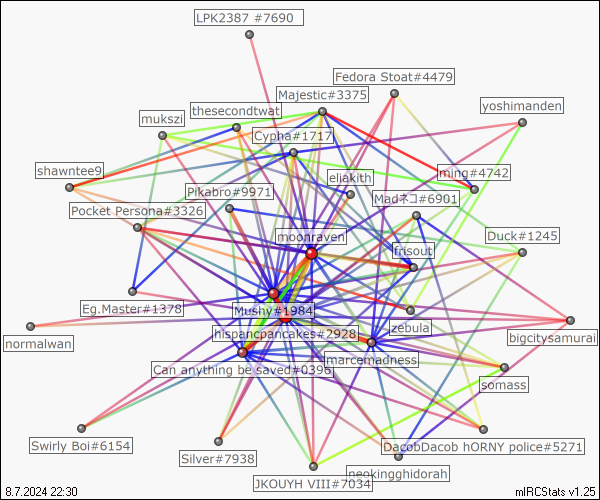 LPK2387 #7690
Fedora Stoat#4479
Majestic#3375
thesecondtwat
yoshimanden
mukszi
Cypha#1717
shawntee9
eliakith
ming#4742
Pikabro#9971
Madネコ#6901
Pocket Persona#3326
moonraven
Duck#1245
frisouti
Eg.Master#1378
Mushy#1984
zebula
hispancpancakes#2928
bigcitysamurai
normalwan
marcemadness
Can anything be saved#0396
somass
Swirly Boi#6154
DacobDacob hORNY police#5271
Silver#7938
neokingghidorah
JKOUYH VIII#7034
8.7.2024 22:30
mIRCStats v1.25